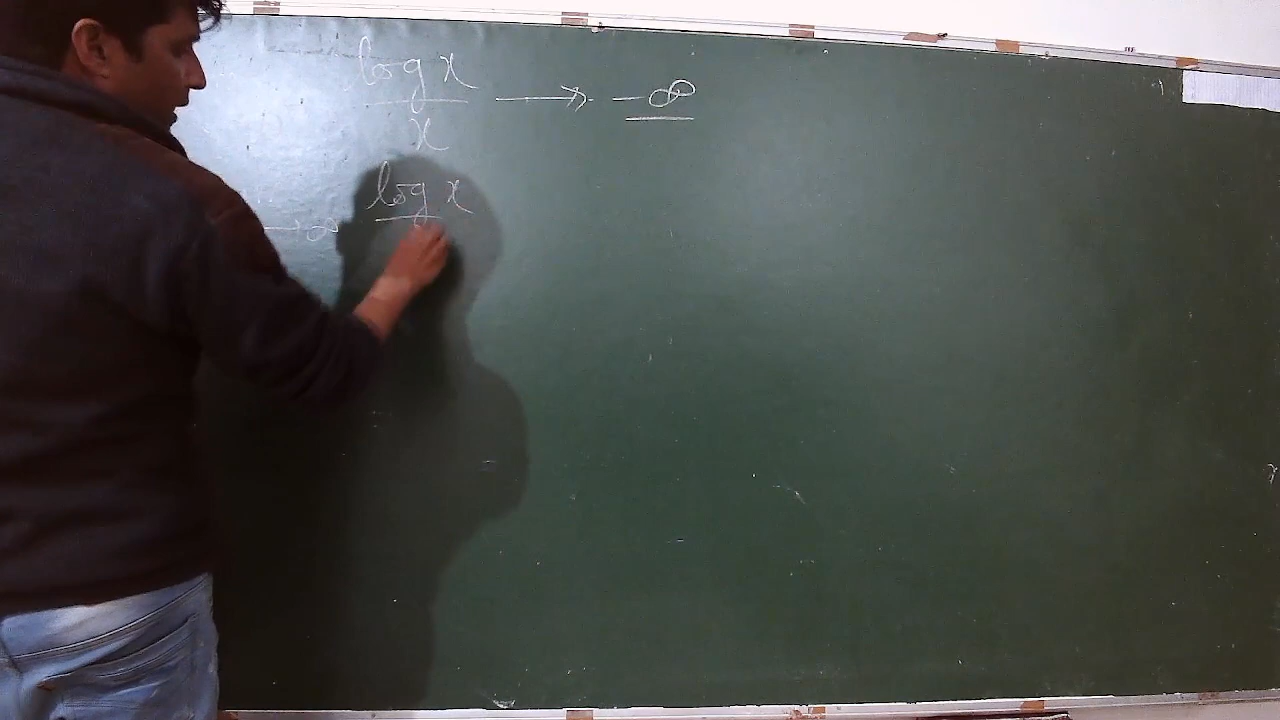 log x / x → -∞
→ ∞ log x